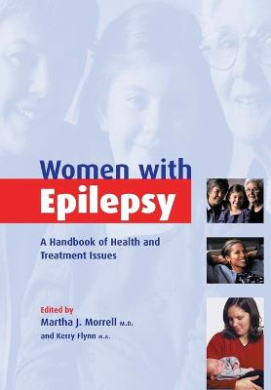 Women with
Epilepsy
A Handbook of Health and
Treatment Issues
Edited by
Martha J. Morrell M.D.
and Kerry Flynn M.A.